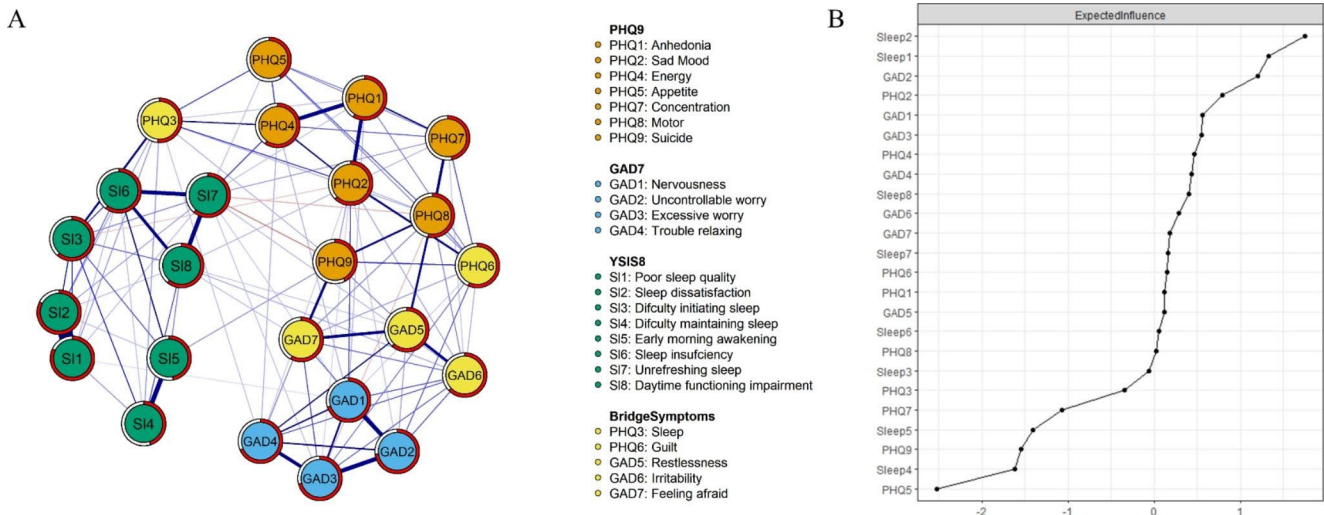 A
PHQ5
PHQ1
PHQ3
PHQ4
PHQ7
SI6
SI7
PHQ2
PHQ8
SI3
SI8
PHQ9
PHQ6
SI2
GAD7
GAD5
SI1
SI5
GAD6
GAD1
SI4
GAD4
GAD2
GAD3
PHQ9
PHQ1: Anhedonia
PHQ2: Sad Mood
PHQ4: Energy
PHQ5: Appetite
PHQ7: Concentration
PHQ8: Motor
PHQ9: Suicide
GAD7
GAD1: Nervousness
GAD2: Uncontrollable worry
GAD3: Excessive worry
GAD4: Trouble relaxing
YSIS8
SI1: Poor sleep quality
SI2: Sleep dissatisfaction
SI3: Difculty initiating sleep
SI4: Difculty maintaining sleep
SI5: Early morning awakening
SI6: Sleep insufciency
SI7: Unrefreshing sleep
SI8: Daytime functioning impairment
BridgeSymptoms
PHQ3: Sleep
PHQ6: Guilt
GAD5: Restlessness
GAD6: Irritability
GAD7: Feeling afraid
B
ExpectedInfluence
Sleep2
Sleep1
GAD2
PHQ2
GAD1
GAD3
PHQ4
GAD4
Sleep8
GAD6
GAD7
Sleep7
PHQ6
PHQ1
GAD5
Sleep6
PHQ8
Sleep3
PHQ3
PHQ7
Sleep5
PHQ9
Sleep4
PHQ5
-2 -1 0 1